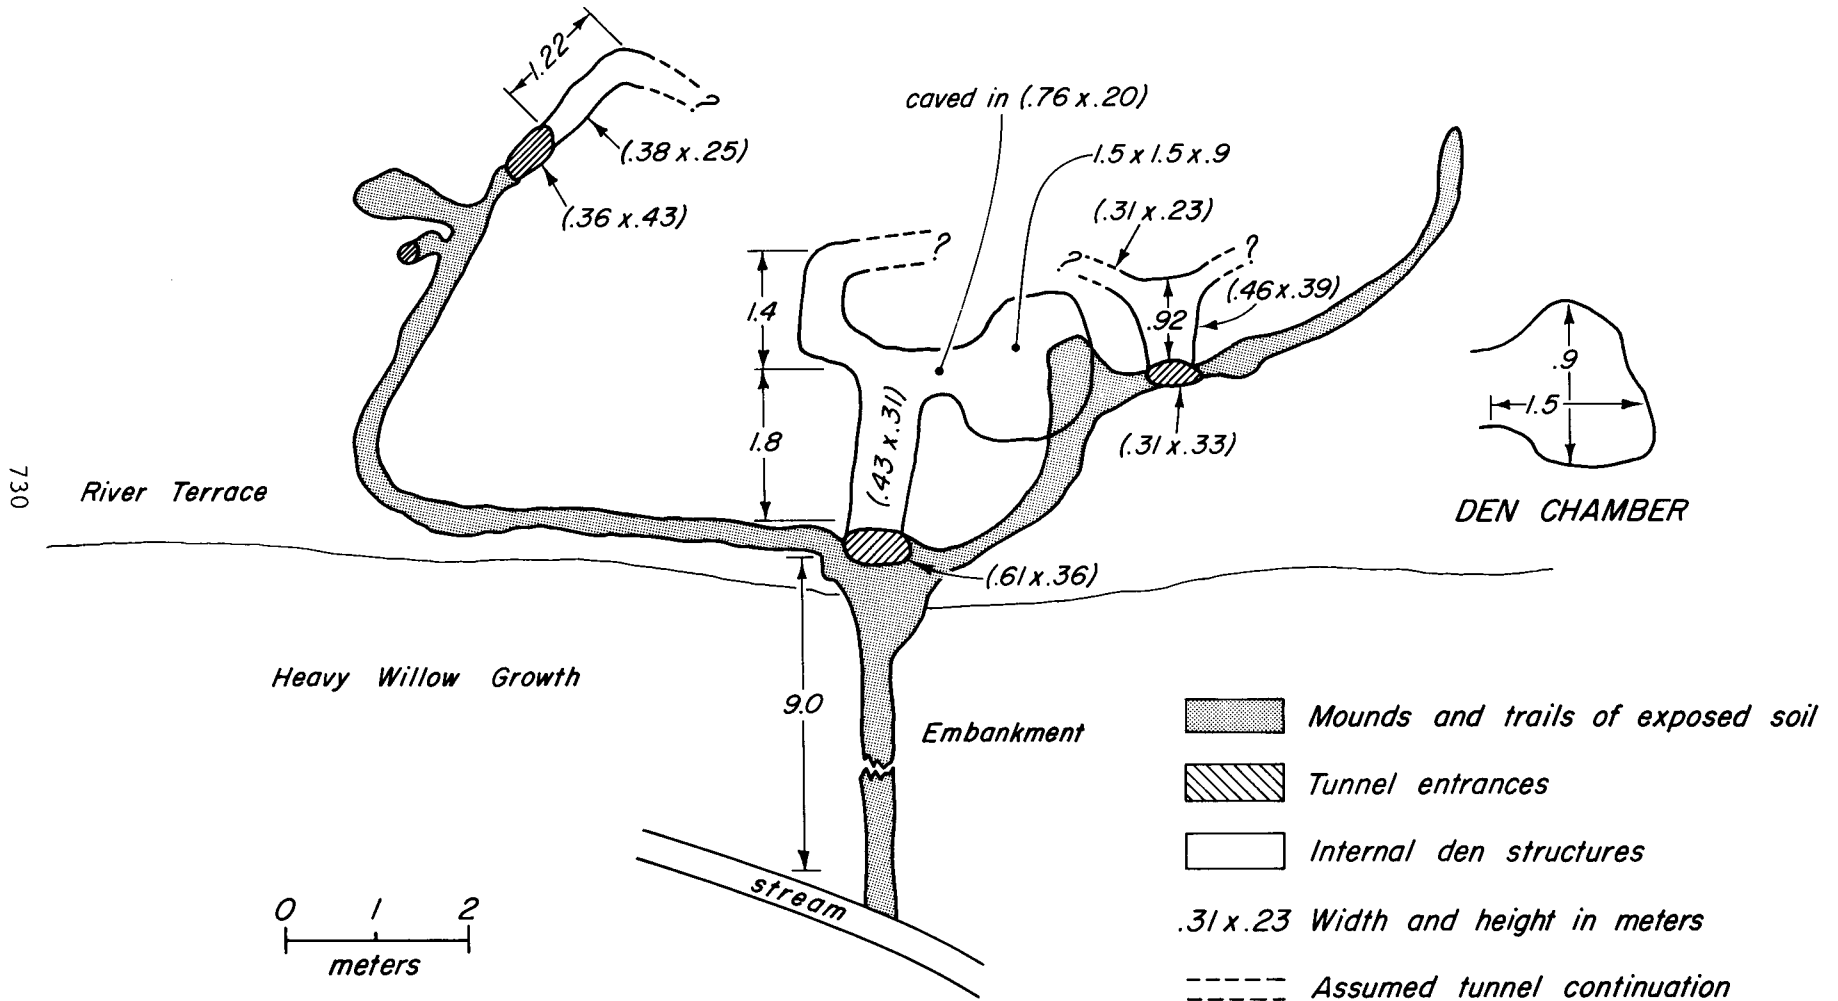 1.22
?
caved in (.76 x .20)
(.38 x .25)
1.5 x 1.5 x .9
(.36 x .43)
(.31 x .23)
?
?
?
(.46 x .39)
1.4
.92
.9
1.5
(.43 x .31)
1.8
(.31 x .33)
730
River Terrace
DEN CHAMBER
(.61 x .36)
Heavy Willow Growth
9.0
Embankment
Mounds and trails of exposed soil
Tunnel entrances
Internal den structures
stream
0 1 2
meters
.31 x .23 Width and height in meters
Assumed tunnel continuation